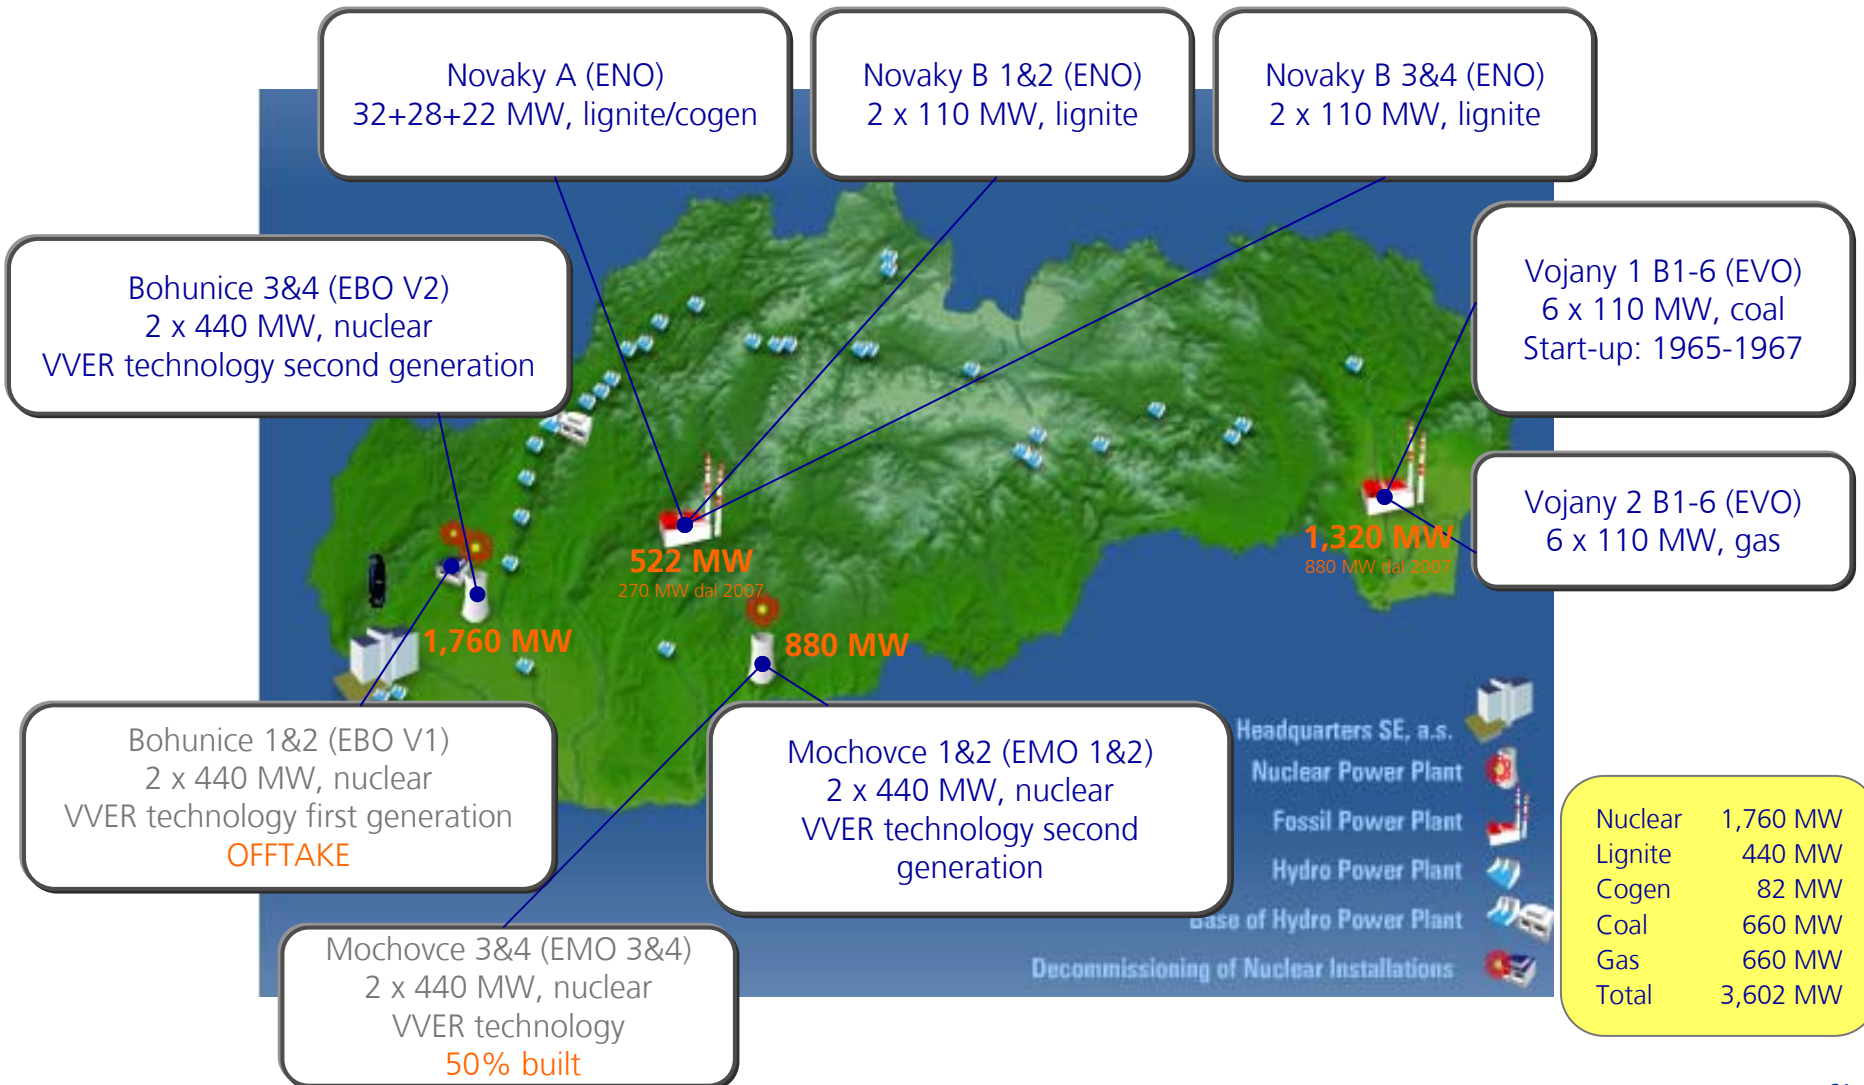 Novaky A (ENO)
32+28+22 MW, lignite/cogen
Novaky B 1&2 (ENO)
2 x 110 MW, lignite
Novaky B 3&4 (ENO)
2 x 110 MW, lignite
Bohunice 3&4 (EBO V2)
2 x 440 MW, nuclear
VVER technology second generation
Vojany 1 B1-6 (EVO)
6 x 110 MW, coal
Start-up: 1965-1967
Vojany 2 B1-6 (EVO)
6 x 110 MW, gas
522 MW
270 MW dal 2007
1,320 MW
880 MW dal 2007
1,760 MW
880 MW
Bohunice 1&2 (EBO V1)
2 x 440 MW, nuclear
VVER technology first generation
OFFTAKE
Mochovce 1&2 (EMO 1&2)
2 x 440 MW, nuclear
VVER technology second
generation
Mochovce 3&4 (EMO 3&4)
2 x 440 MW, nuclear
VVER technology
50% built
Headquarters SE, a.s.
Nuclear Power Plant
Fossil Power Plant
Hydro Power Plant
Base of Hydro Power Plant
Decommissioning of Nuclear Installations
Nuclear 1,760 MW
Lignite 440 MW
Cogen 82 MW
Coal 660 MW
Gas 660 MW
Total 3,602 MW